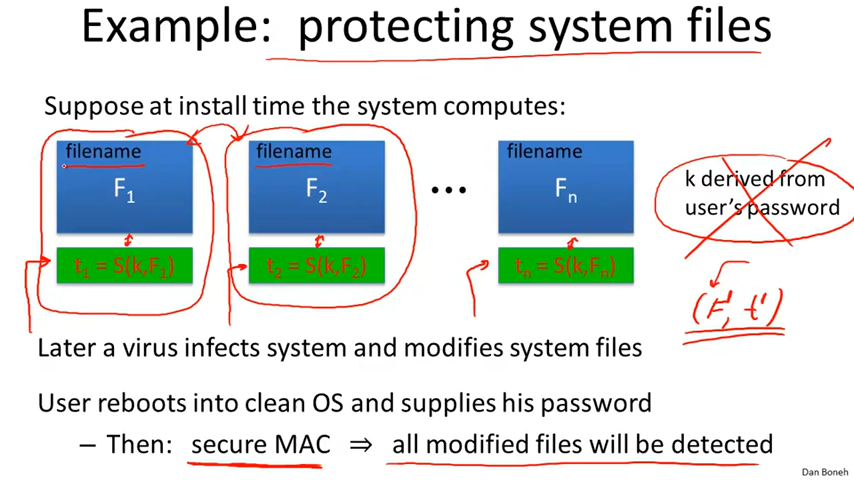 Example: protecting system files
Suppose at install time the system computes:
filename
F1
t1 = S(k,F1)
filename
F2
t2 = S(k,F2)
•••
filename
Fn
tn = S(k,Fn)
k derived from
user's password
(F', t')
Later a virus infects system and modifies system files
User reboots into clean OS and supplies his password
– Then: secure MAC ⇒ all modified files will be detected
Dan Boneh